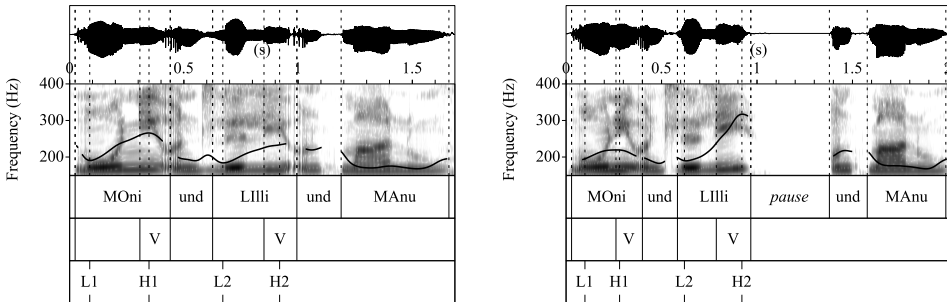 (s)
0 0.5 1 1.5
400
300
200
Frequency (Hz)
MOni und LIlli und MAnu
V V
L1 H1 L2 H2
(s)
0 0.5 1 1.5
400
300
200
Frequency (Hz)
MOni und LIlli pause und MAnu
V V
L1 H1 L2 H2